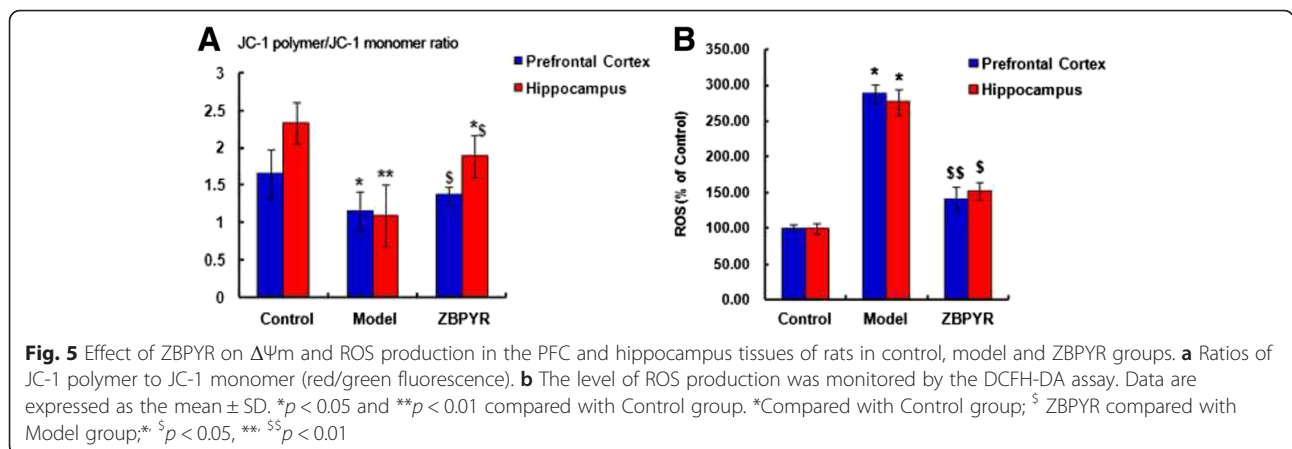 A
JC-1 polymer/JC-1 monomer ratio
Prefrontal Cortex
Hippocampus
3
2.5
2
1.5
1
0.5
0
*
**
$
*$
Control Model ZBPYR
B
350.00
300.00
250.00
200.00
150.00
100.00
50.00
0.00
ROS (% of Control)
Prefrontal Cortex
Hippocampus
* *
$$ $
Control Model ZBPYR
Fig. 5 Effect of ZBPYR on ΔΨm and ROS production in the PFC and hippocampus tissues of rats in control, model and ZBPYR groups. a Ratios of
JC-1 polymer to JC-1 monomer (red/green fluorescence). b The level of ROS production was monitored by the DCFH-DA assay. Data are
expressed as the mean ± SD. *p < 0.05 and **p < 0.01 compared with Control group. *Compared with Control group; $ ZBPYR compared with
Model group;*, $p < 0.05, **, $$p < 0.01